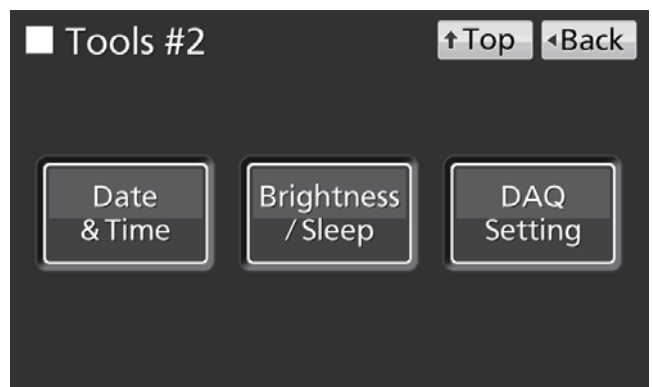 Tools #2
Top
Back
Date
& Time
Brightness
/ Sleep
DAQ
Setting